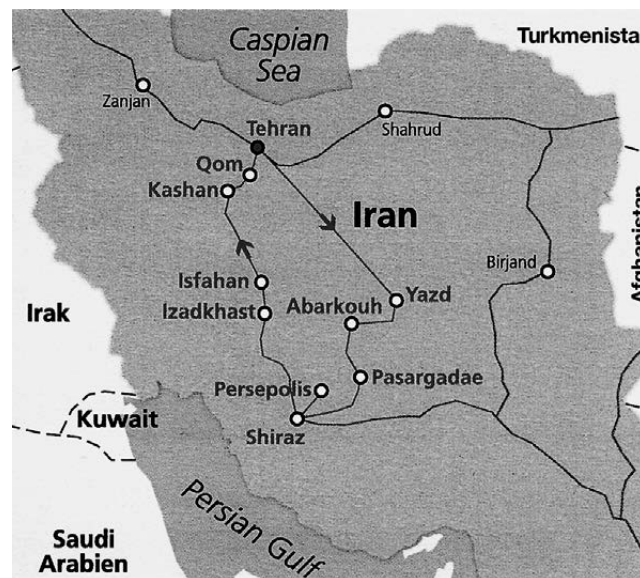 Caspian
Sea
Turkmenista
Zanjan
Tehran
Shahrud
Qom
Kashan
Iran
Afghanistan
Isfahan
Birjand
Izadkhast
Abarkouh
Yazd
Irak
Persepolis
Pasargadae
Kuwait
Shiraz
Persian Gulf
Saudi
Arabien